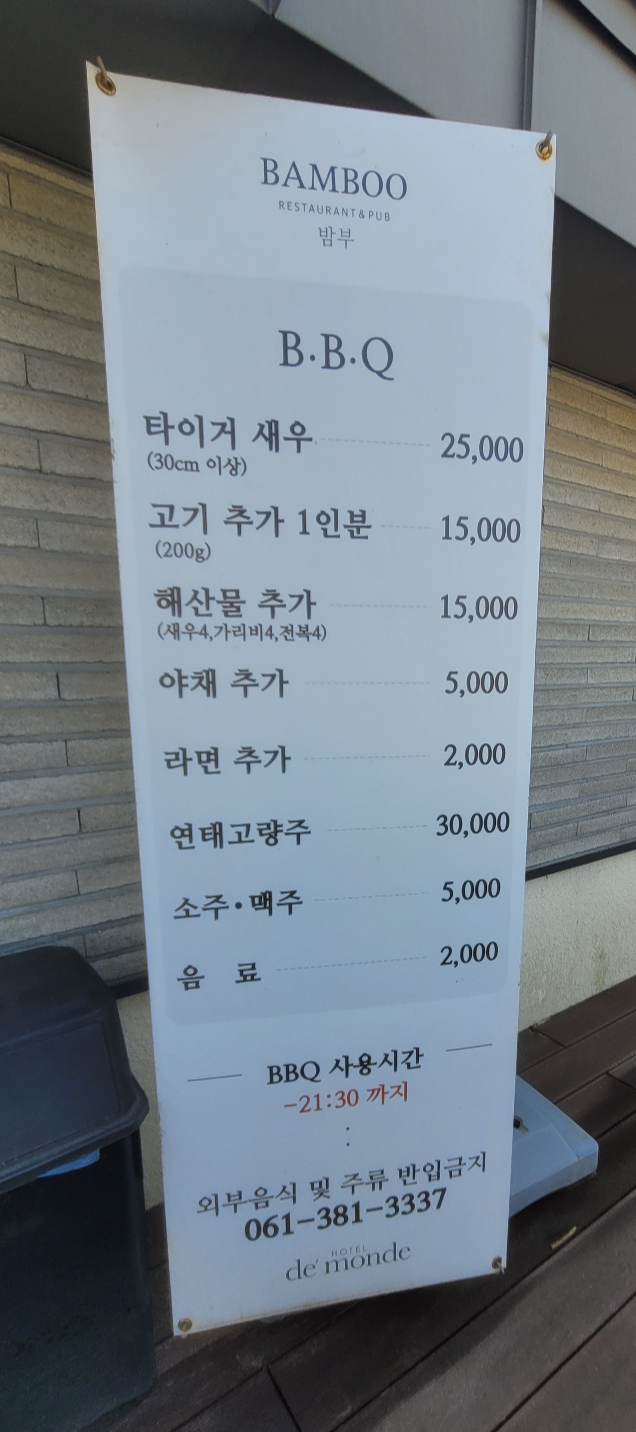 BAMBOO
RESTAURANT & PUB
밤부
B·B·Q
타이거 새우 25,000
(30cm 이상)
고기 추가 1인분 15,000
(200g)
해산물 추가 15,000
(새우4,가리비4,전복4)
야채 추가 5,000
라면 추가 2,000
연태고량주 30,000
소주•맥주 5,000
음 료 2,000
BBQ 사용시간
-21:30 까지
:
외부음식 및 주류 반입금지
061-381-3337
HOTEL
de' monde